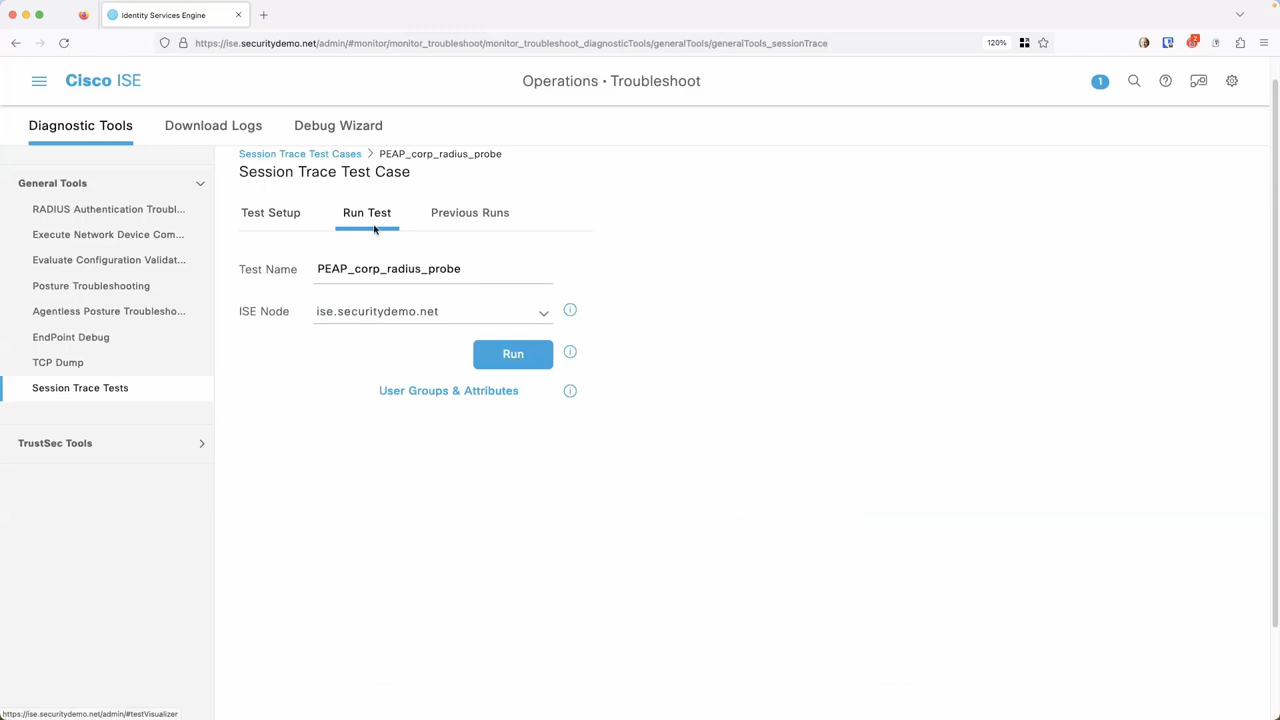 Identity Services Engine
https://ise.securitydemo.net/admin/#monitor/monitor_troubleshoot/monitor_troubleshoot_diagnosticTools/generalTools/generalTools_sessionTrace
120%
2
Cisco ISE
Operations · Troubleshoot
1
Diagnostic Tools
Download Logs
Debug Wizard
General Tools
RADIUS Authentication Troubl...
Execute Network Device Com...
Evaluate Configuration Validat...
Posture Troubleshooting
Agentless Posture Troublesho...
EndPoint Debug
TCP Dump
Session Trace Tests
TrustSec Tools
Session Trace Test Cases > PEAP_corp_radius_probe
Session Trace Test Case
Test Setup
Run Test
Previous Runs
Test Name PEAP_corp_radius_probe
ISE Node ise.securitydemo.net
Run
User Groups & Attributes
https://ise.securitydemo.net/admin/#testVisualizer